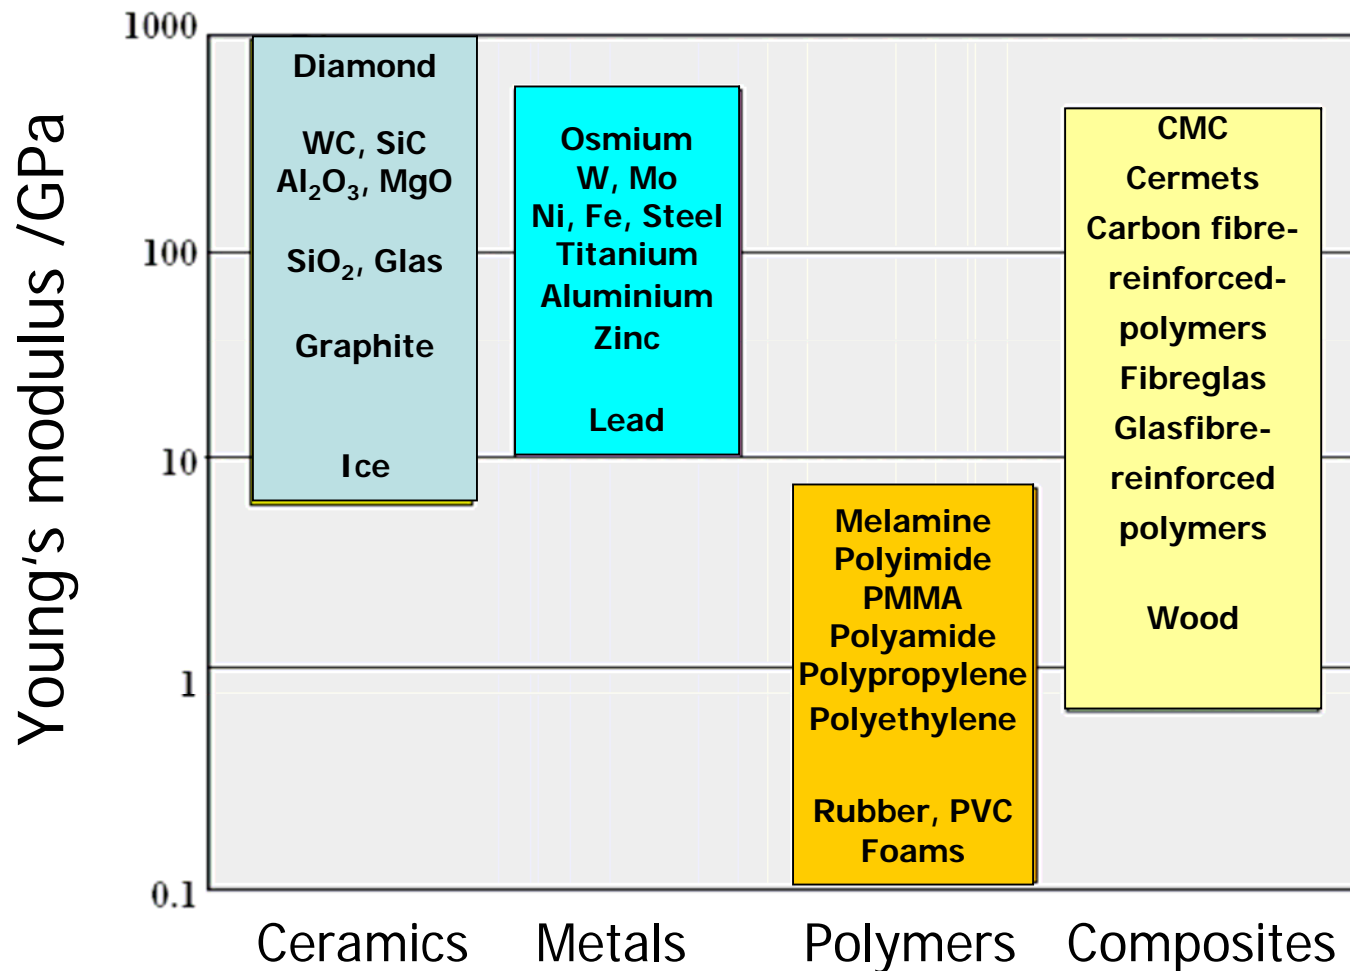 Young‘s modulus /GPa
1000
100
10
1
0.1
Diamond
WC, SiC
Al₂O₃, MgO
SiO₂, Glas
Graphite
Ice
Osmium
W, Mo
Ni, Fe, Steel
Titanium
Aluminium
Zinc
Lead
Melamine
Polyimide
PMMA
Polyamide
Polypropylene
Polyethylene
Rubber, PVC
Foams
CMC
Cermets
Carbon fibre-
reinforced-
polymers
Fibreglas
Glasfibre-
reinforced
polymers
Wood
Ceramics
Metals
Polymers
Composites